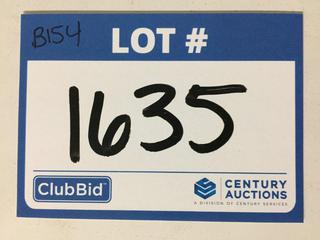 B154
LOT #
1635
ClubBid
CENTURY
AUCTIONS
A DIVISION OF CENTURY SERVICES